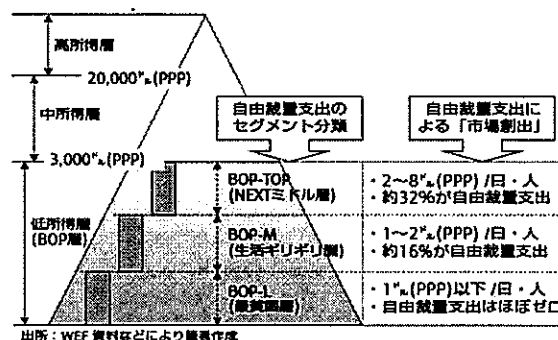 高所得層
20,000㌦(PPP)
中所得層
3,000㌦(PPP)
低所得層
(BOP層)
自由裁量支出の
セグメント分類
自由裁量支出に
よる「市場創出」
BOP-TOP
(NEXTミドル層)
・2～8㌦(PPP) /日・人
・約32%が自由裁量支出
BOP-M
(生活ギリギリ層)
・1～2㌦(PPP) /日・人
・約16%が自由裁量支出
BOP-L
(最貧困層)
・1㌦(PPP)以下 /日・人
・自由裁量支出はほぼゼロ
出所：WEF 資料などにより筆者作成